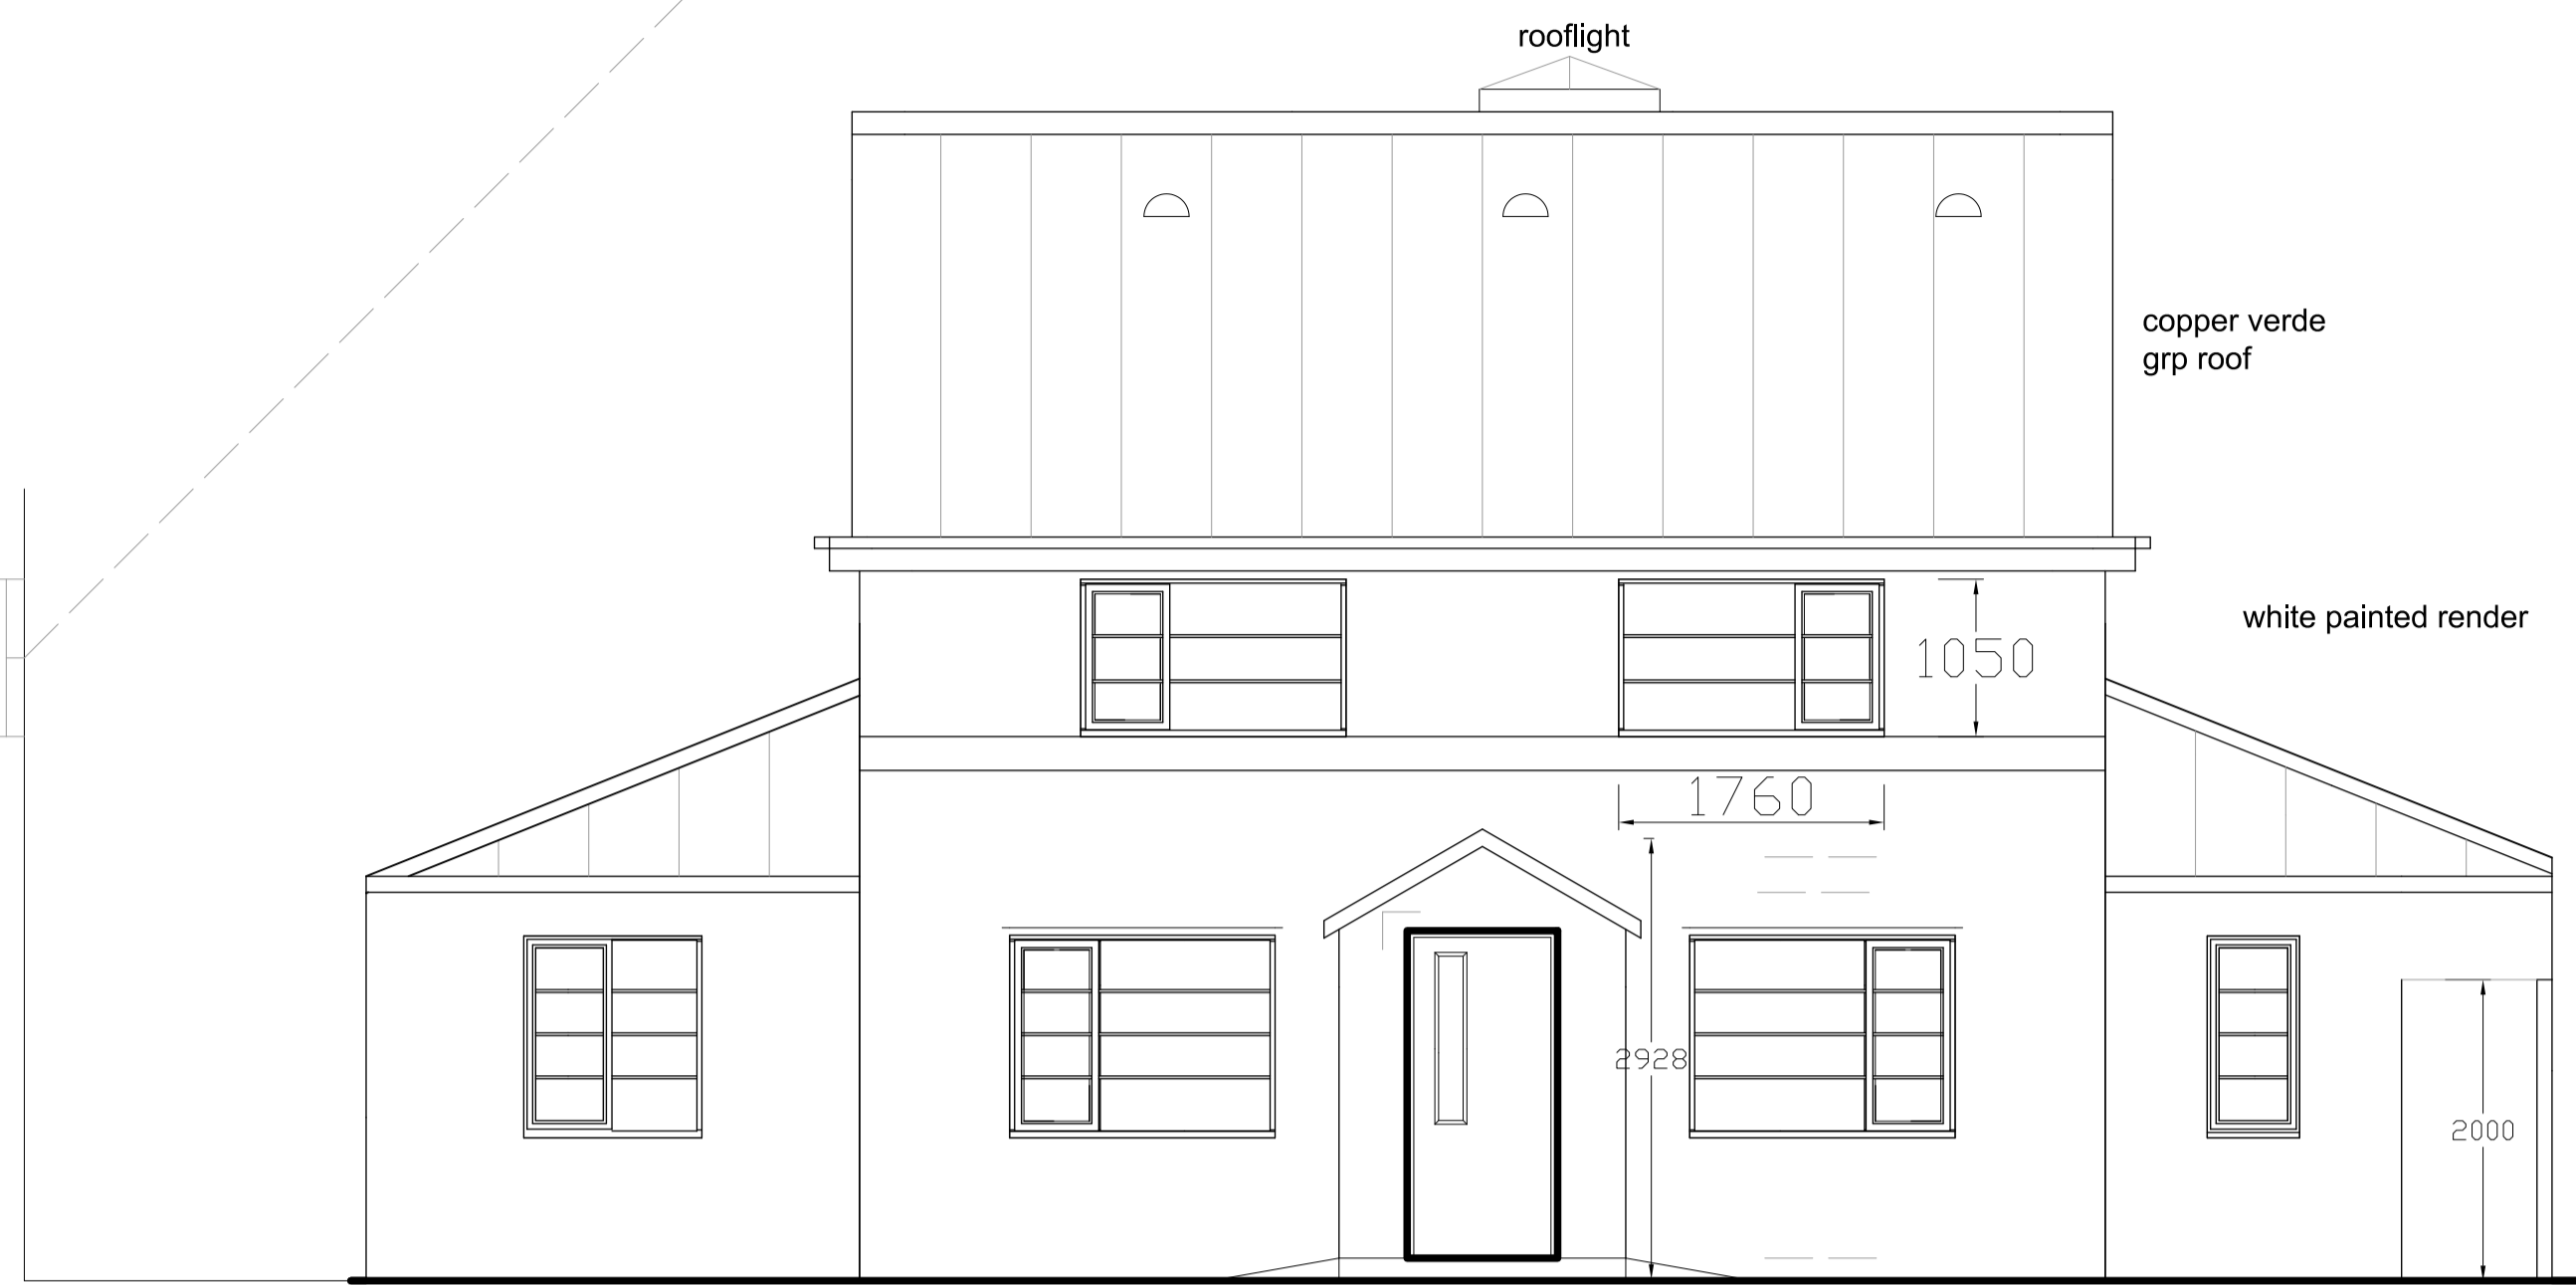 rooflight
copper verde
grp roof
white painted render
1050
1760
2928
2000